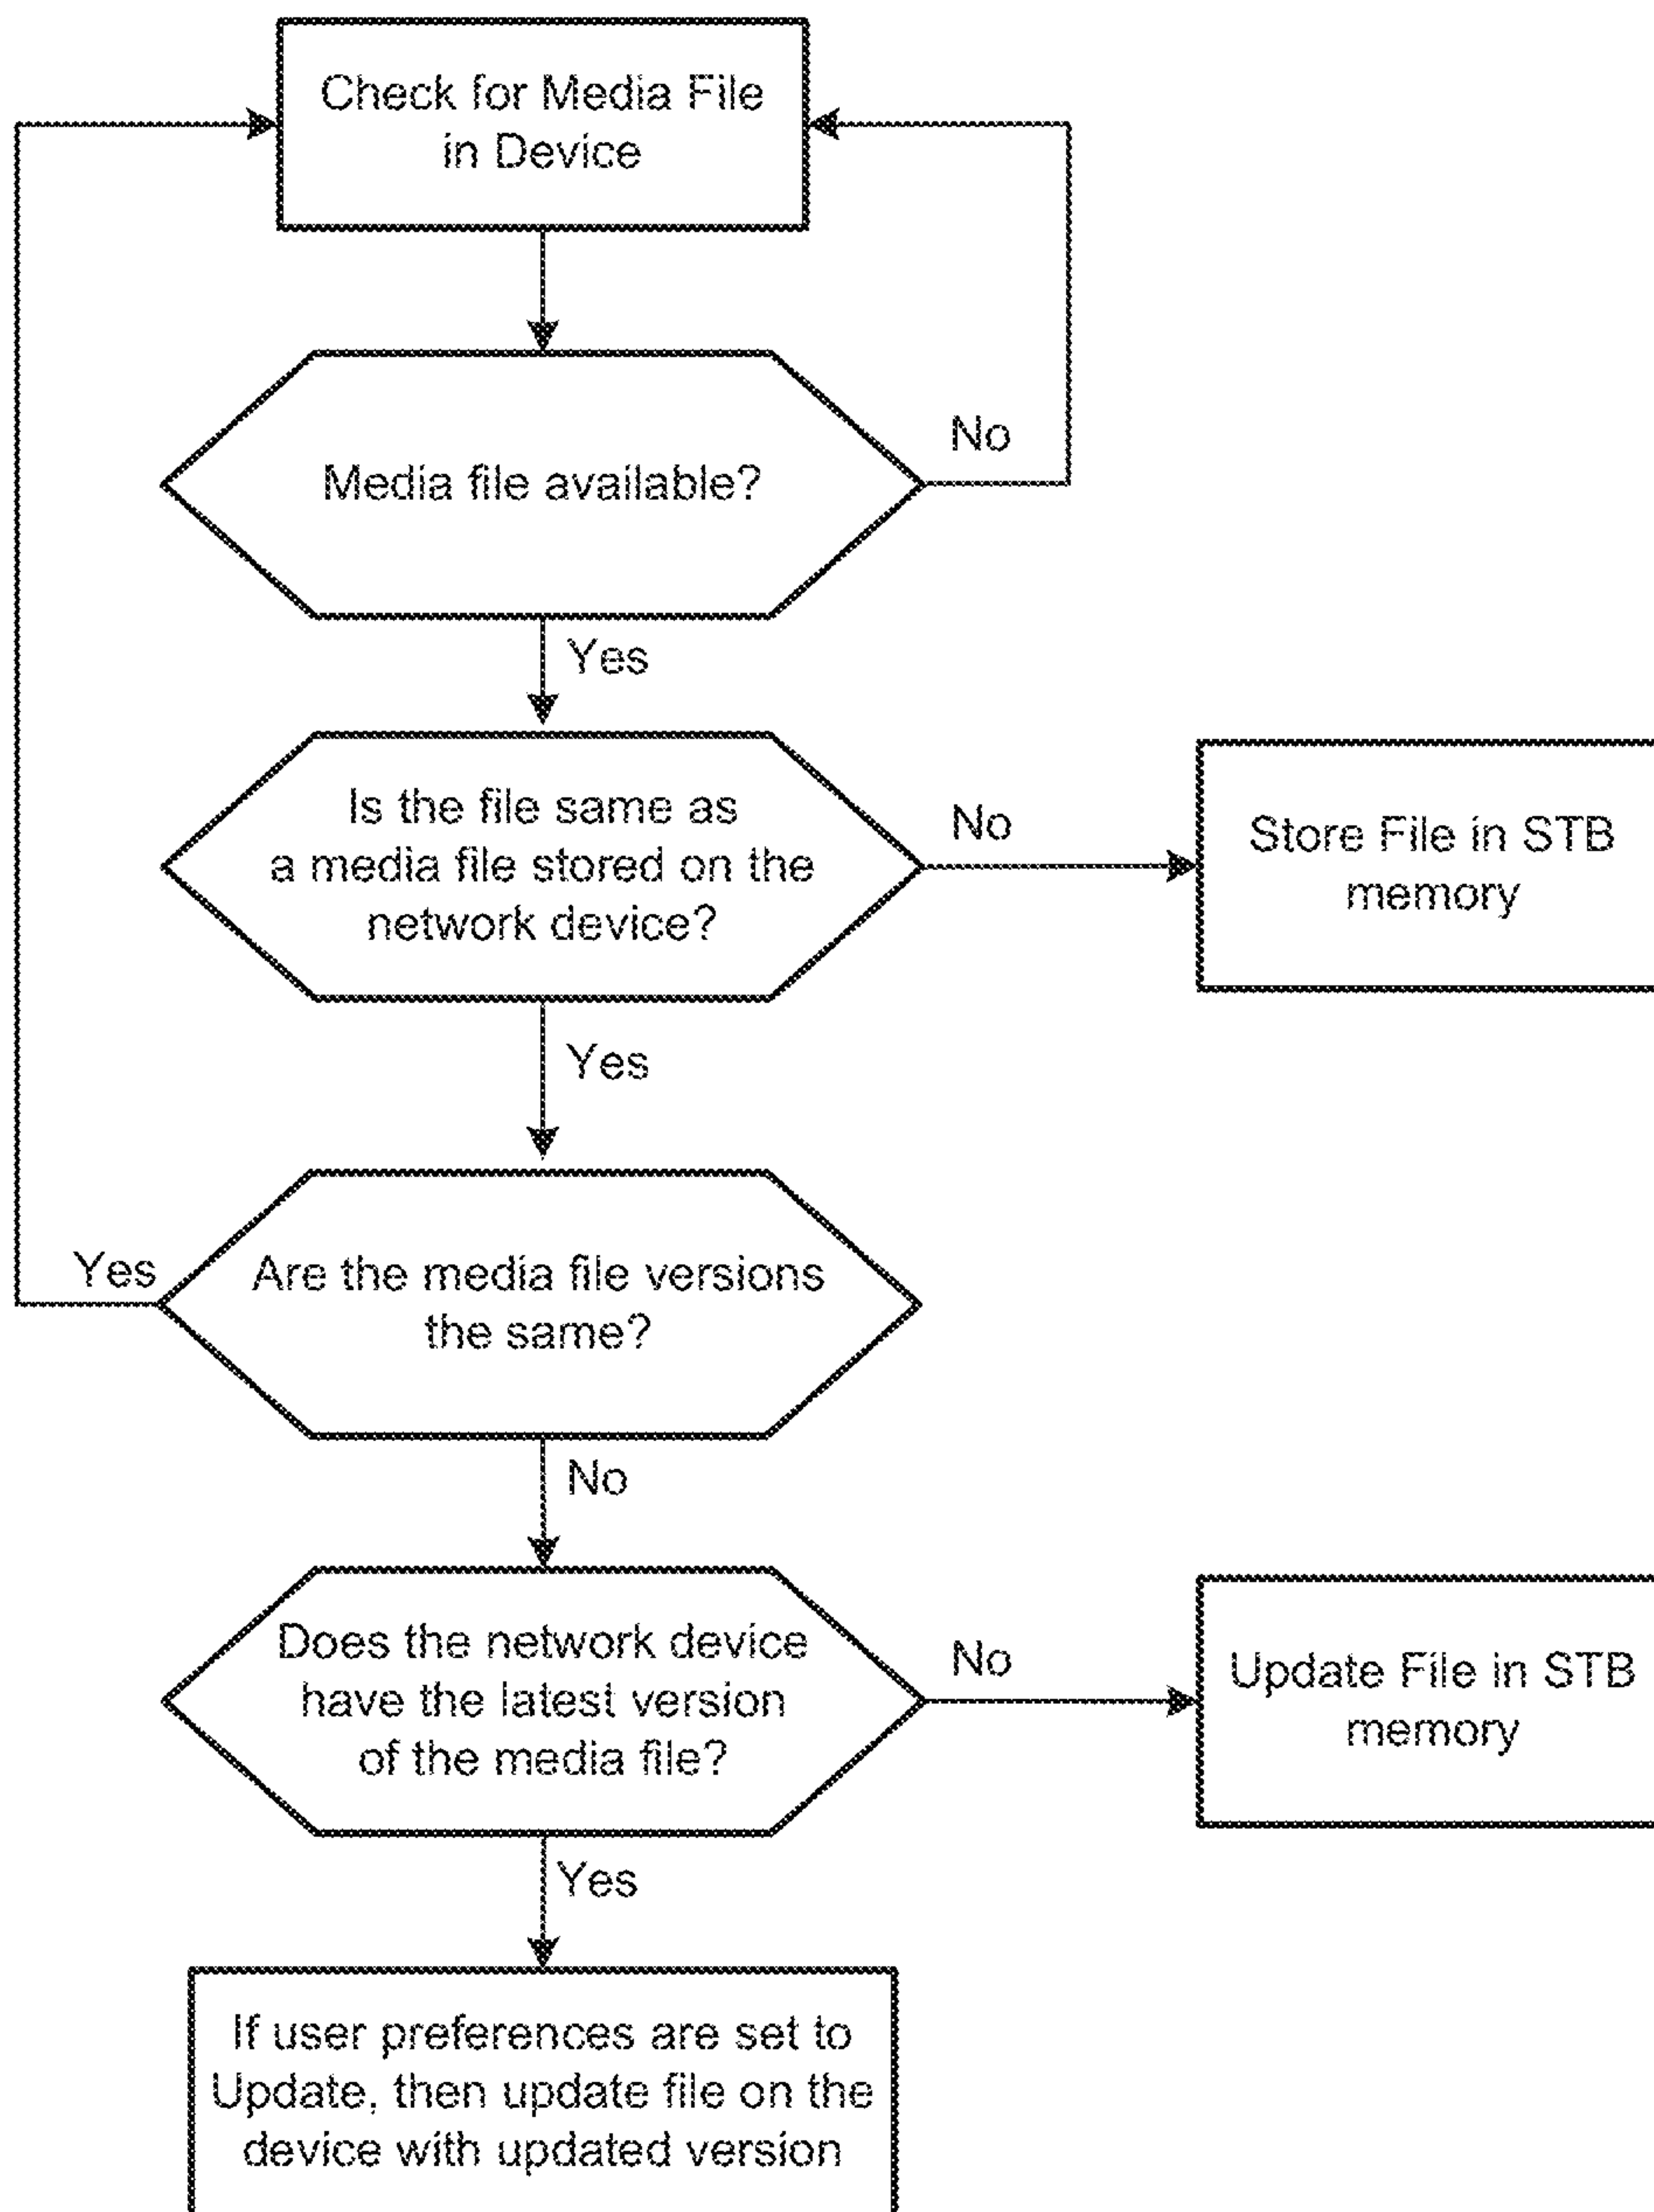 Check for Media File
in Device
Media file available?
No
Yes
Is the file same as
a media file stored on the
network device?
No
Store File in STB
memory
Yes
Are the media file versions
the same?
Yes
No
Does the network device
have the latest version
of the media file?
No
Update File in STB
memory
Yes
If user preferences are set to
Update, then update file on the
device with updated version